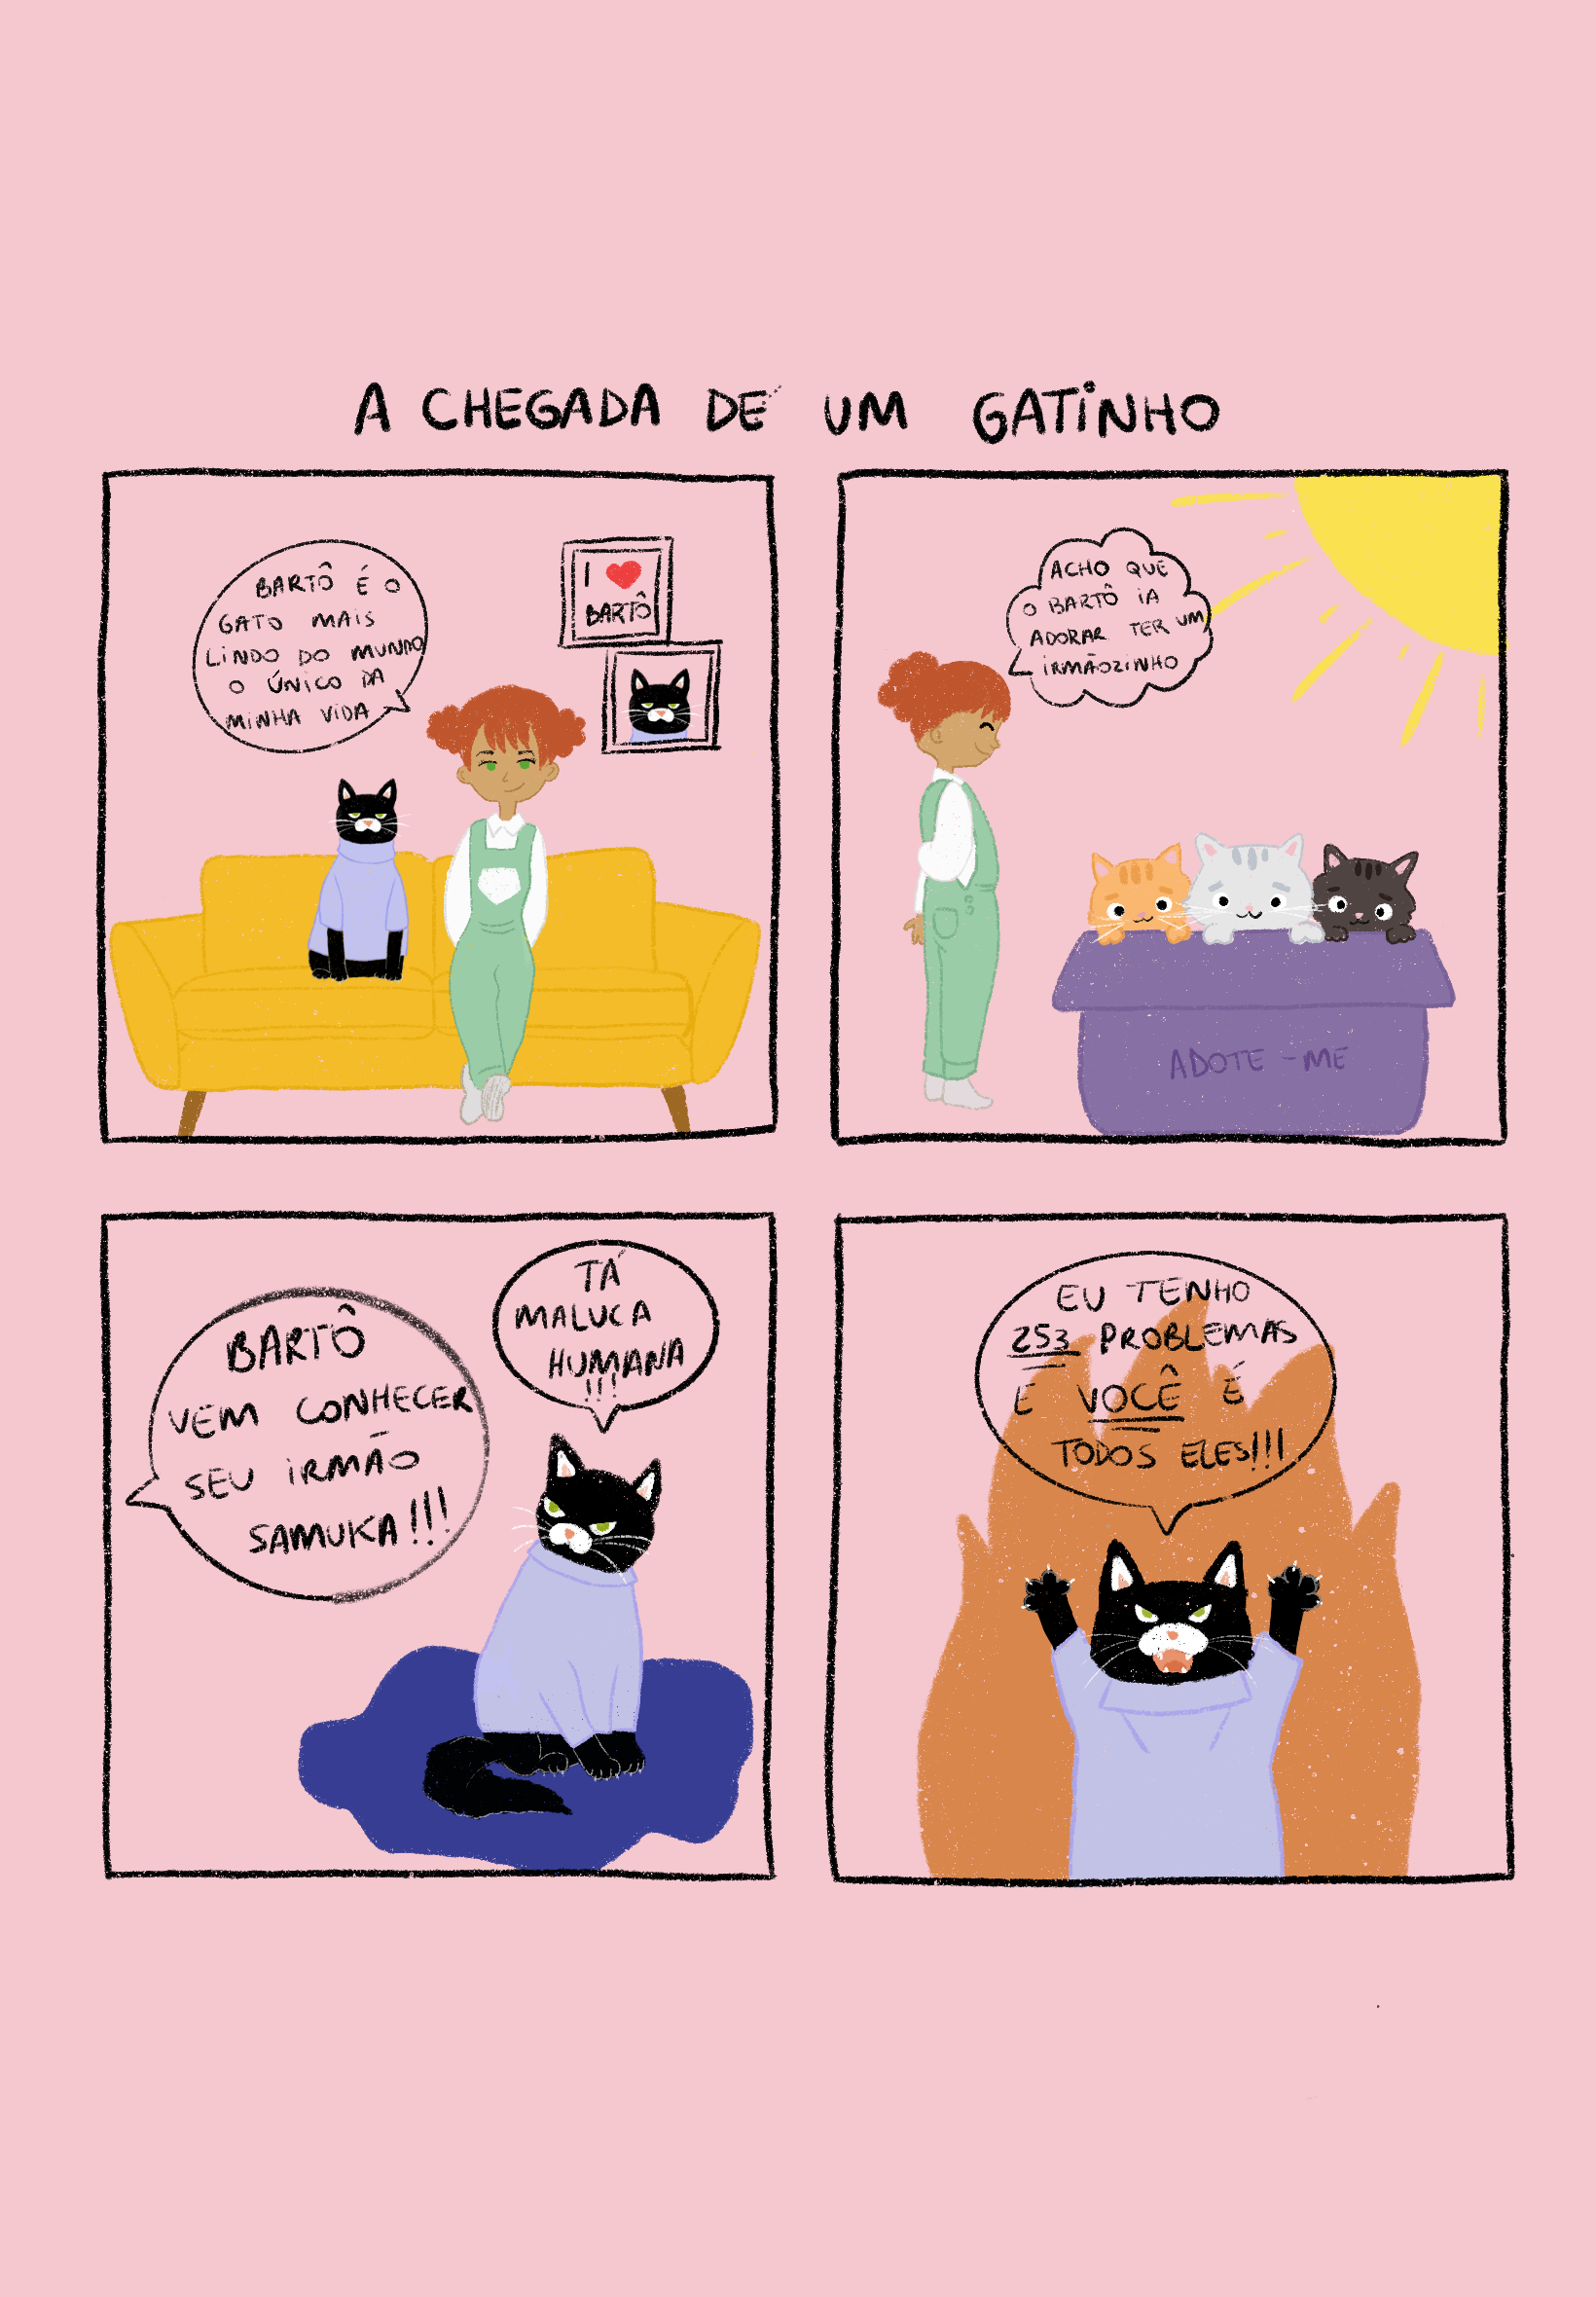 A CHEGADA DE UM GATINHO
BARTÔ É O
GATO MAIS
LINDO DO MUNDO
O ÚNICO DA
MINHA VIDA
I ❤
BARTÔ
ACHO QUE
O BARTÔ IA
ADORAR TER UM
IRMÃOZINHO
ADOTE-ME
BARTÔ
VEM CONHECER
SEU IRMÃO
SAMUKA!!!
TÁ
MALUCA
HUMANA
!!!
EU TENHO
253 PROBLEMAS
E VOCÊ É
TODOS ELES!!!